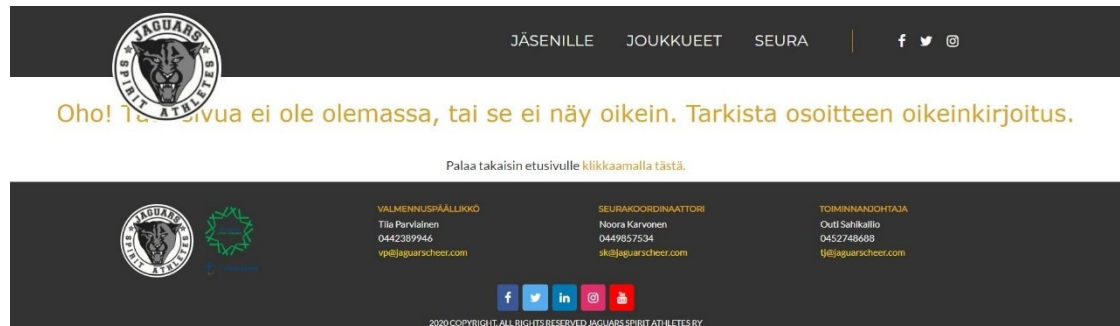 JAGUARS
SPIRIT ATHLETES
JÄSENILLE JOUKKUEET SEURA
Oho! sivua ei ole olemassa, tai se ei näy oikein. Tarkista osoitteen oikeinkirjoitus.
Palaa takaisin etusivulle klikkaamalla tästä.
JAGUARS
SPIRIT ATHLETES
VALMENNUSPÄÄLLIKKÖ
Tila Parviainen
0442389946
vp@jaguarscheer.com
SEURAKOORDINAATTORI
Noora Karvonen
0449857534
sk@jaguarscheer.com
TOIMINNANJOHTAJA
Outi Sahikallio
0452748688
tj@jaguarscheer.com
2020 COPYRIGHT. ALL RIGHTS RESERVED JAGUARS SPIRIT ATHLETES RY